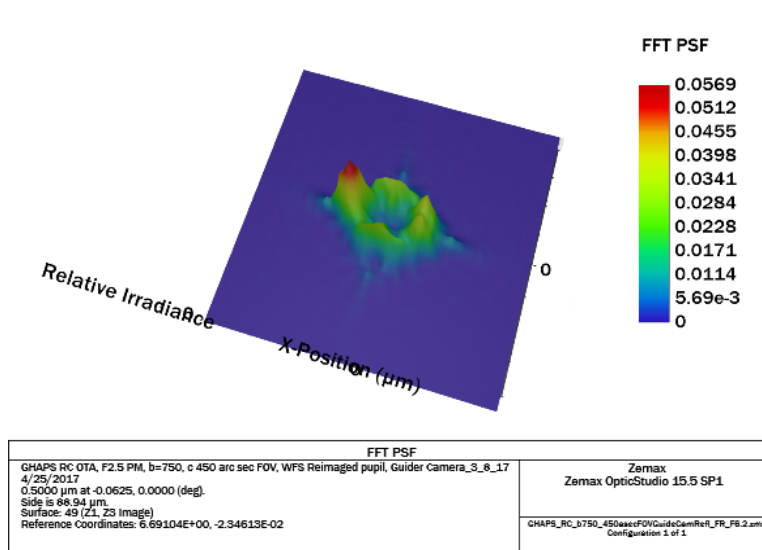 FFT PSF
0.0569
0.0512
0.0455
0.0398
0.0341
0.0284
0.0228
0.0171
0.0114
5.69e-3
0
0
Relative Irradiance
0
X-Position (µm)
0
FFT PSF
GHAPS RC OTA, F2.5 PM, b=750, c 450 arc sec FOV, WFS Reimaged pupil, Guider Camera_3_8_17
4/25/2017
0.5000 µm at -0.0625, 0.0000 (deg).
Side is 88.94 µm.
Surface: 49 (Z1, Z3 Image)
Reference Coordinates: 6.69104E+00, -2.34613E-02
Zemax
Zemax OpticStudio 15.5 SP1
Configuration 1 of 1